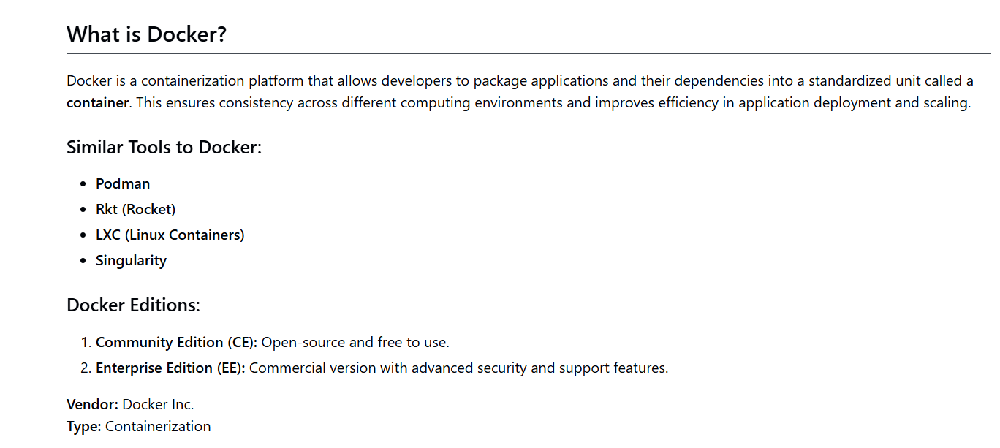 What is Docker?
Docker is a containerization platform that allows developers to package applications and their dependencies into a standardized unit called a
container. This ensures consistency across different computing environments and improves efficiency in application deployment and scaling.
Similar Tools to Docker:
• Podman
• Rkt (Rocket)
• LXC (Linux Containers)
• Singularity
Docker Editions:
1. Community Edition (CE): Open-source and free to use.
2. Enterprise Edition (EE): Commercial version with advanced security and support features.
Vendor: Docker Inc.
Type: Containerization